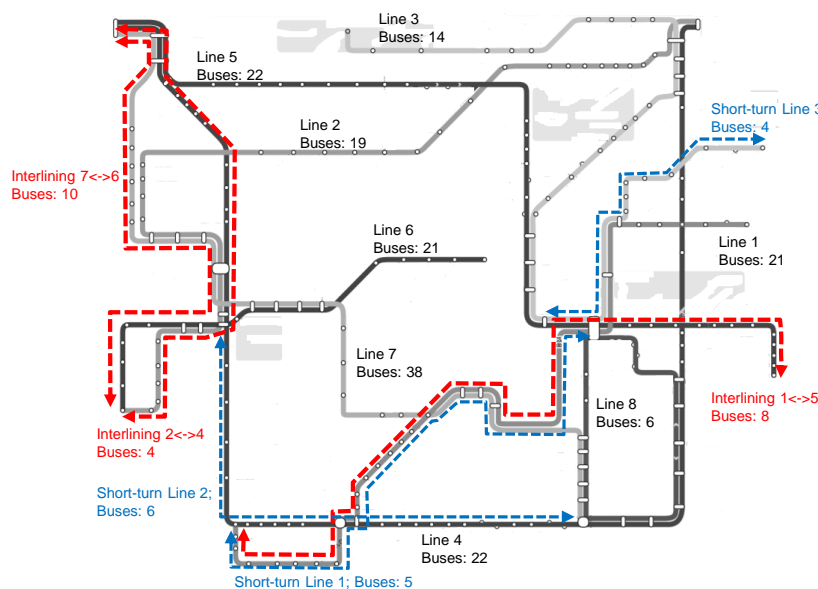 Line 3
Buses: 14
Line 5
Buses: 22
Short-turn Line 3
Buses: 4
Line 2
Buses: 19
Interlining 7<->6
Buses: 10
Line 6
Buses: 21
Line 1
Buses: 21
Line 7
Buses: 38
Interlining 1<->5
Buses: 8
Line 8
Buses: 6
Interlining 2<->4
Buses: 4
Short-turn Line 2;
Buses: 6
Line 4
Buses: 22
Short-turn Line 1; Buses: 5